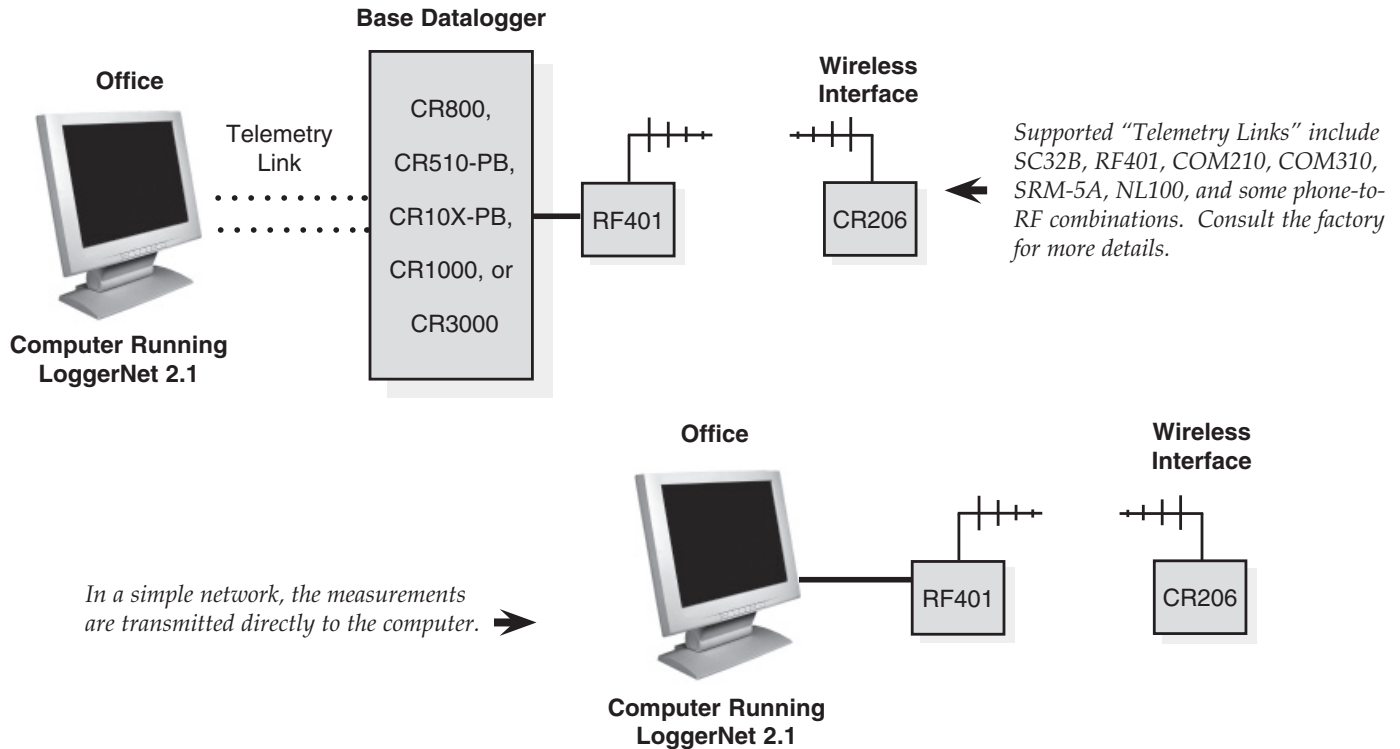 Base Datalogger
Office
Telemetry
Link
CR800,
CR510-PB,
CR10X-PB,
CR1000, or
CR3000
RF401
Wireless
Interface
CR206
Supported “Telemetry Links” include
SC32B, RF401, COM210, COM310,
SRM-5A, NL100, and some phone-to-
RF combinations. Consult the factory
for more details.
Computer Running
LoggerNet 2.1
Office
Wireless
Interface
In a simple network, the measurements
are transmitted directly to the computer.
RF401
CR206
Computer Running
LoggerNet 2.1